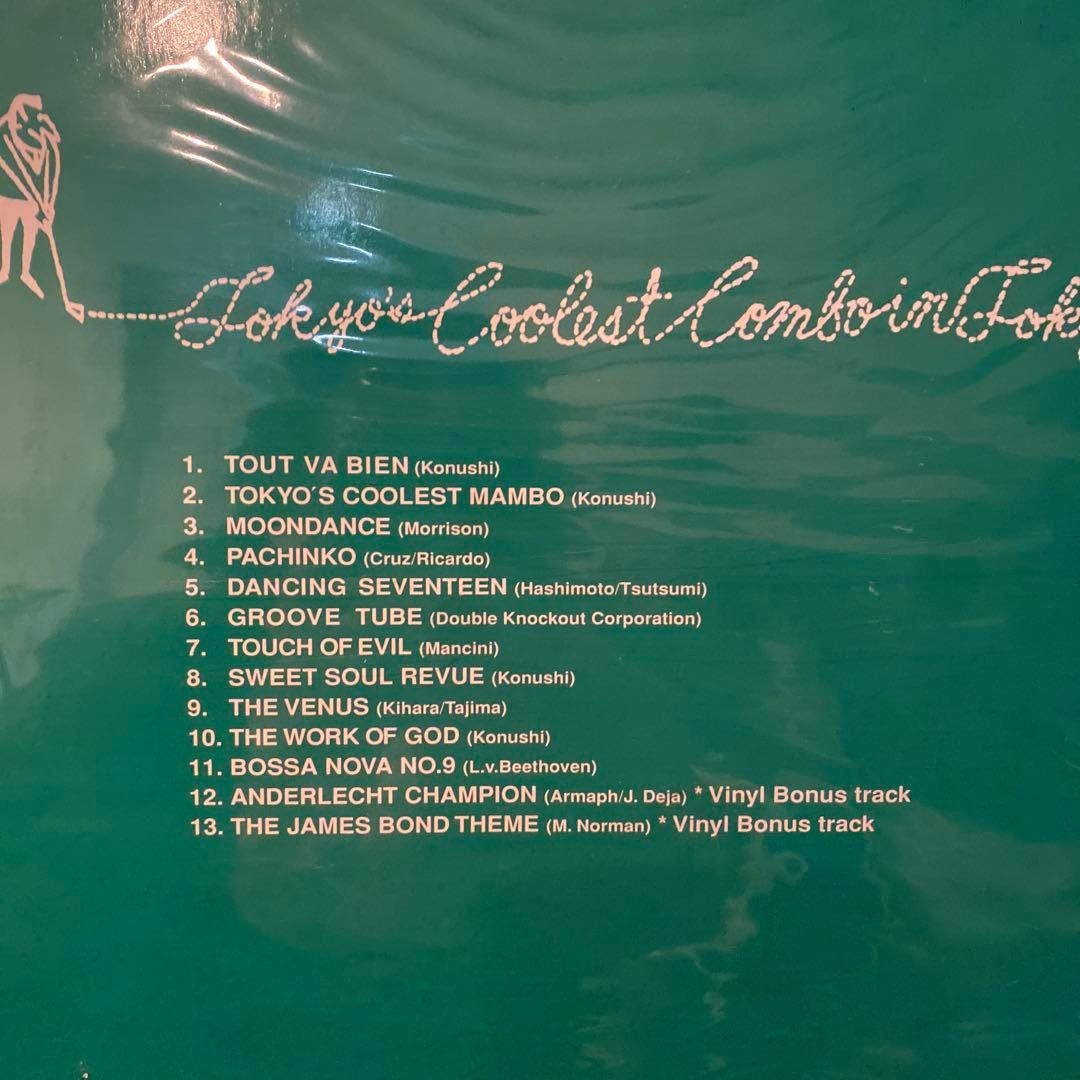 Tokyo's Coolest Combo in Tok
1. TOUT VA BIEN (Konushi)
2. TOKYO´S COOLEST MAMBO (Konushi)
3. MOONDANCE (Morrison)
4. PACHINKO (Cruz/Ricardo)
5. DANCING SEVENTEEN (Hashimoto/Tsutsumi)
6. GROOVE TUBE (Double Knockout Corporation)
7. TOUCH OF EVIL (Mancini)
8. SWEET SOUL REVUE (Konushi)
9. THE VENUS (Kihara/Tajima)
10. THE WORK OF GOD (Konushi)
11. BOSSA NOVA NO.9 (L.v.Beethoven)
12. ANDERLECHT CHAMPION (Armaph/J. Deja) * Vinyl Bonus track
13. THE JAMES BOND THEME (M. Norman) * Vinyl Bonus track